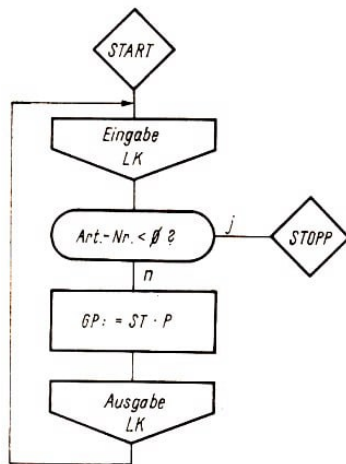 START
Eingabe
LK
Art.-Nr. < Ø ?
j
STOPP
n
GP: = ST · P
Ausgabe
LK